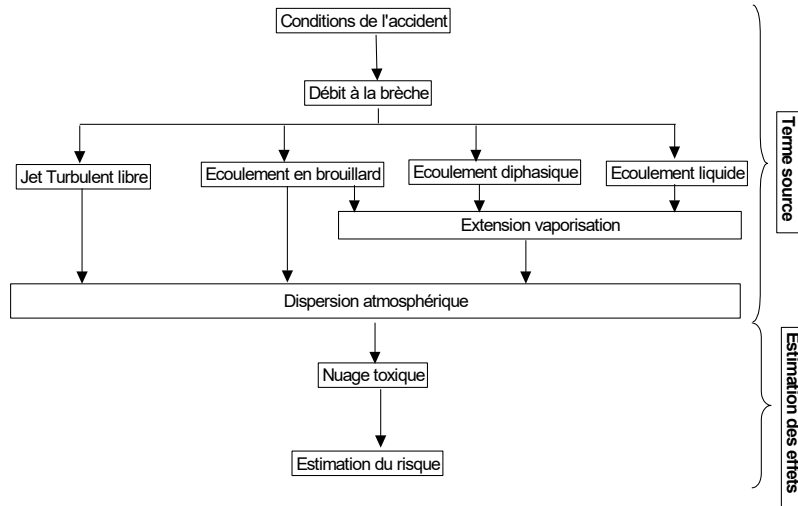 Conditions de l'accident
Débit à la brèche
Jet Turbulent libre
Ecoulement en brouillard
Ecoulement diphasique
Ecoulement liquide
Extension vaporisation
Dispersion atmosphérique
Nuage toxique
Estimation du risque
Terme source
Estimation des effets